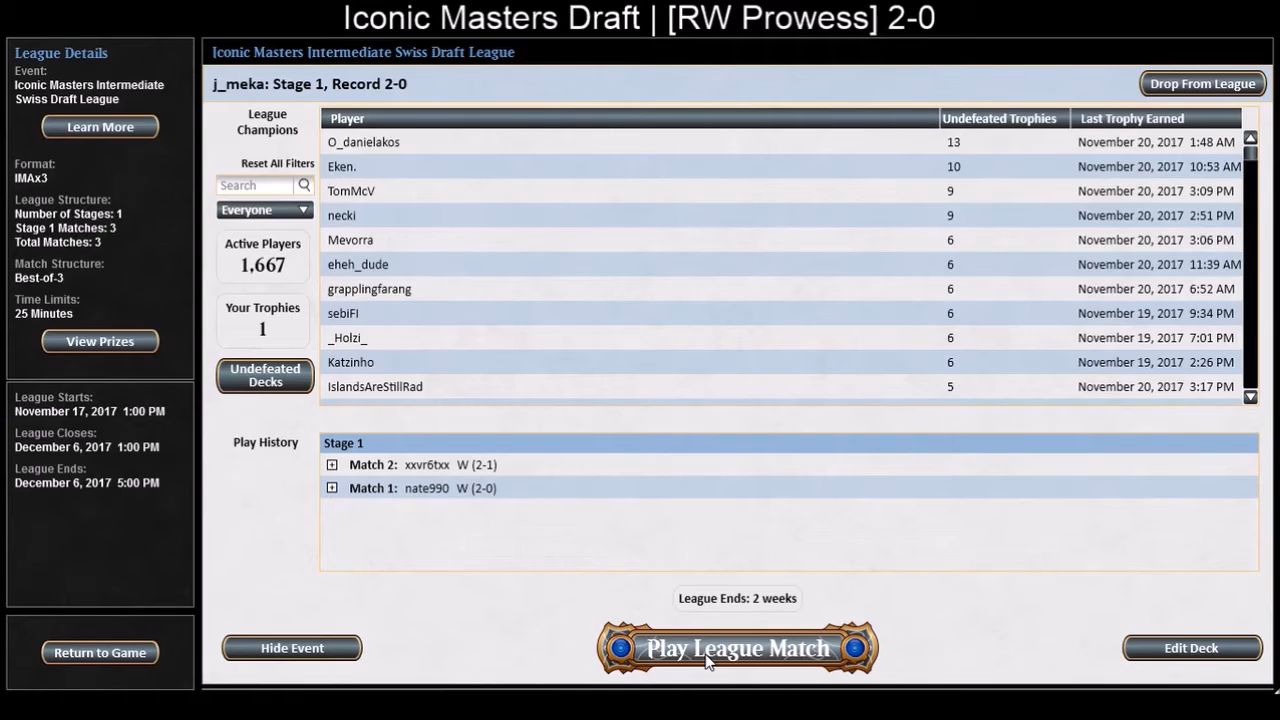 Iconic Masters Draft | [RW Prowess] 2-0
League Details
Event:
Iconic Masters Intermediate
Swiss Draft League
Learn More
Format:
IMAx3
League Structure:
Number of Stages: 1
Stage 1 Matches: 3
Total Matches: 3
Match Structure:
Best-of-3
Time Limits:
25 Minutes
View Prizes
League Starts:
November 17, 2017 1:00 PM
League Closes:
December 6, 2017 1:00 PM
League Ends:
December 6, 2017 5:00 PM
Return to Game
Iconic Masters Intermediate Swiss Draft League
j_meka: Stage 1, Record 2-0
Drop From League
League
Champions
Reset All Filters
Search
Everyone
Active Players
1,667
Your Trophies
1
Undefeated
Decks
Player Undefeated Trophies Last Trophy Earned
O_danielakos 13 November 20, 2017 1:48 AM
Eken. 10 November 20, 2017 10:53 AM
TomMcV 9 November 20, 2017 3:09 PM
necki 9 November 20, 2017 2:51 PM
Mevorra 6 November 20, 2017 3:06 PM
eheh_dude 6 November 20, 2017 11:39 AM
grapplingfarang 6 November 20, 2017 6:52 AM
sebiFI 6 November 19, 2017 9:34 PM
_Holzi_ 6 November 19, 2017 7:01 PM
Katzinho 6 November 19, 2017 2:26 PM
IslandsAreStillRad 5 November 20, 2017 3:17 PM
Play History
Stage 1
Match 2: xxvr6txx W (2-1)
Match 1: nate990 W (2-0)
League Ends: 2 weeks
Hide Event
Play League Match
Edit Deck